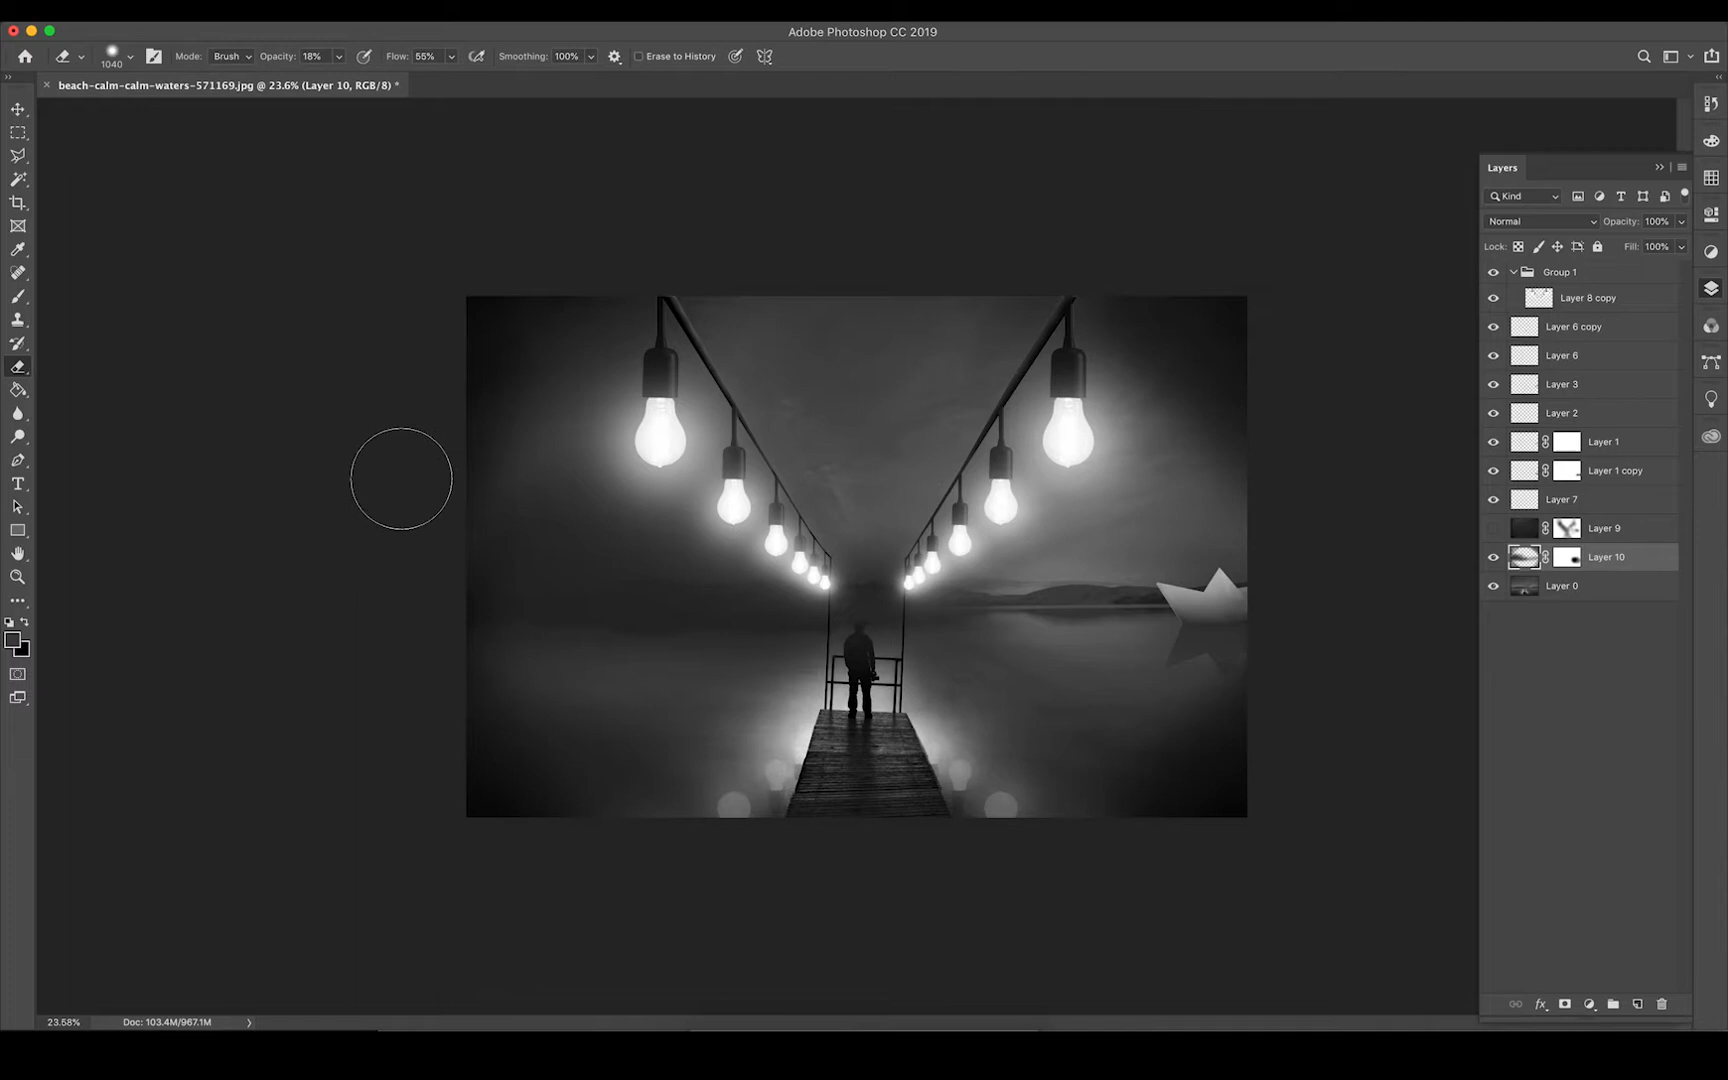 Adobe Photoshop CC 2019
1040 Mode: Brush Opacity: 18% Flow: 55% Smoothing: 100% Erase to History
beach-calm-calm-waters-571169.jpg @ 23.6% (Layer 10, RGB/8) *
Layers
Kind
Normal Opacity: 100%
Lock: Fill: 100%
Group 1
Layer 8 copy
Layer 6 copy
Layer 6
Layer 3
Layer 2
Layer 1
Layer 1 copy
Layer 7
Layer 9
Layer 10
Layer 0
fx
23.58% Doc: 103.4M/967.1M